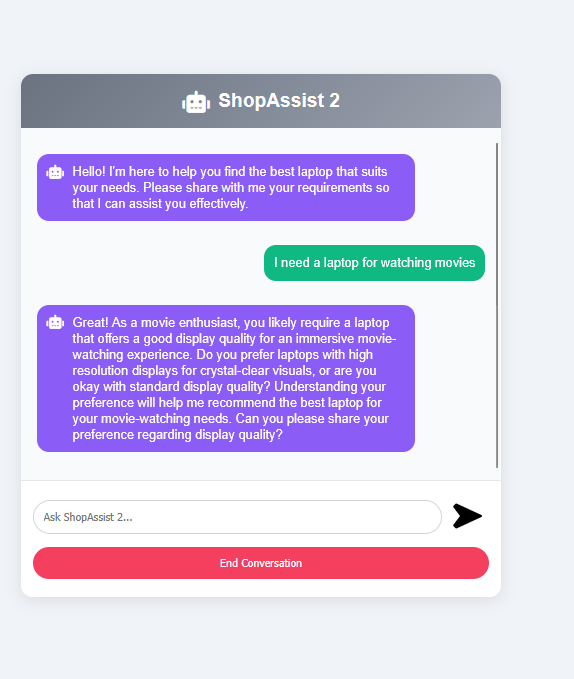 ShopAssist 2
Hello! I'm here to help you find the best laptop that suits
your needs. Please share with me your requirements so
that I can assist you effectively.
I need a laptop for watching movies
Great! As a movie enthusiast, you likely require a laptop
that offers a good display quality for an immersive movie-
watching experience. Do you prefer laptops with high
resolution displays for crystal-clear visuals, or are you
okay with standard display quality? Understanding your
preference will help me recommend the best laptop for
your movie-watching needs. Can you please share your
preference regarding display quality?
Ask ShopAssist 2...
End Conversation